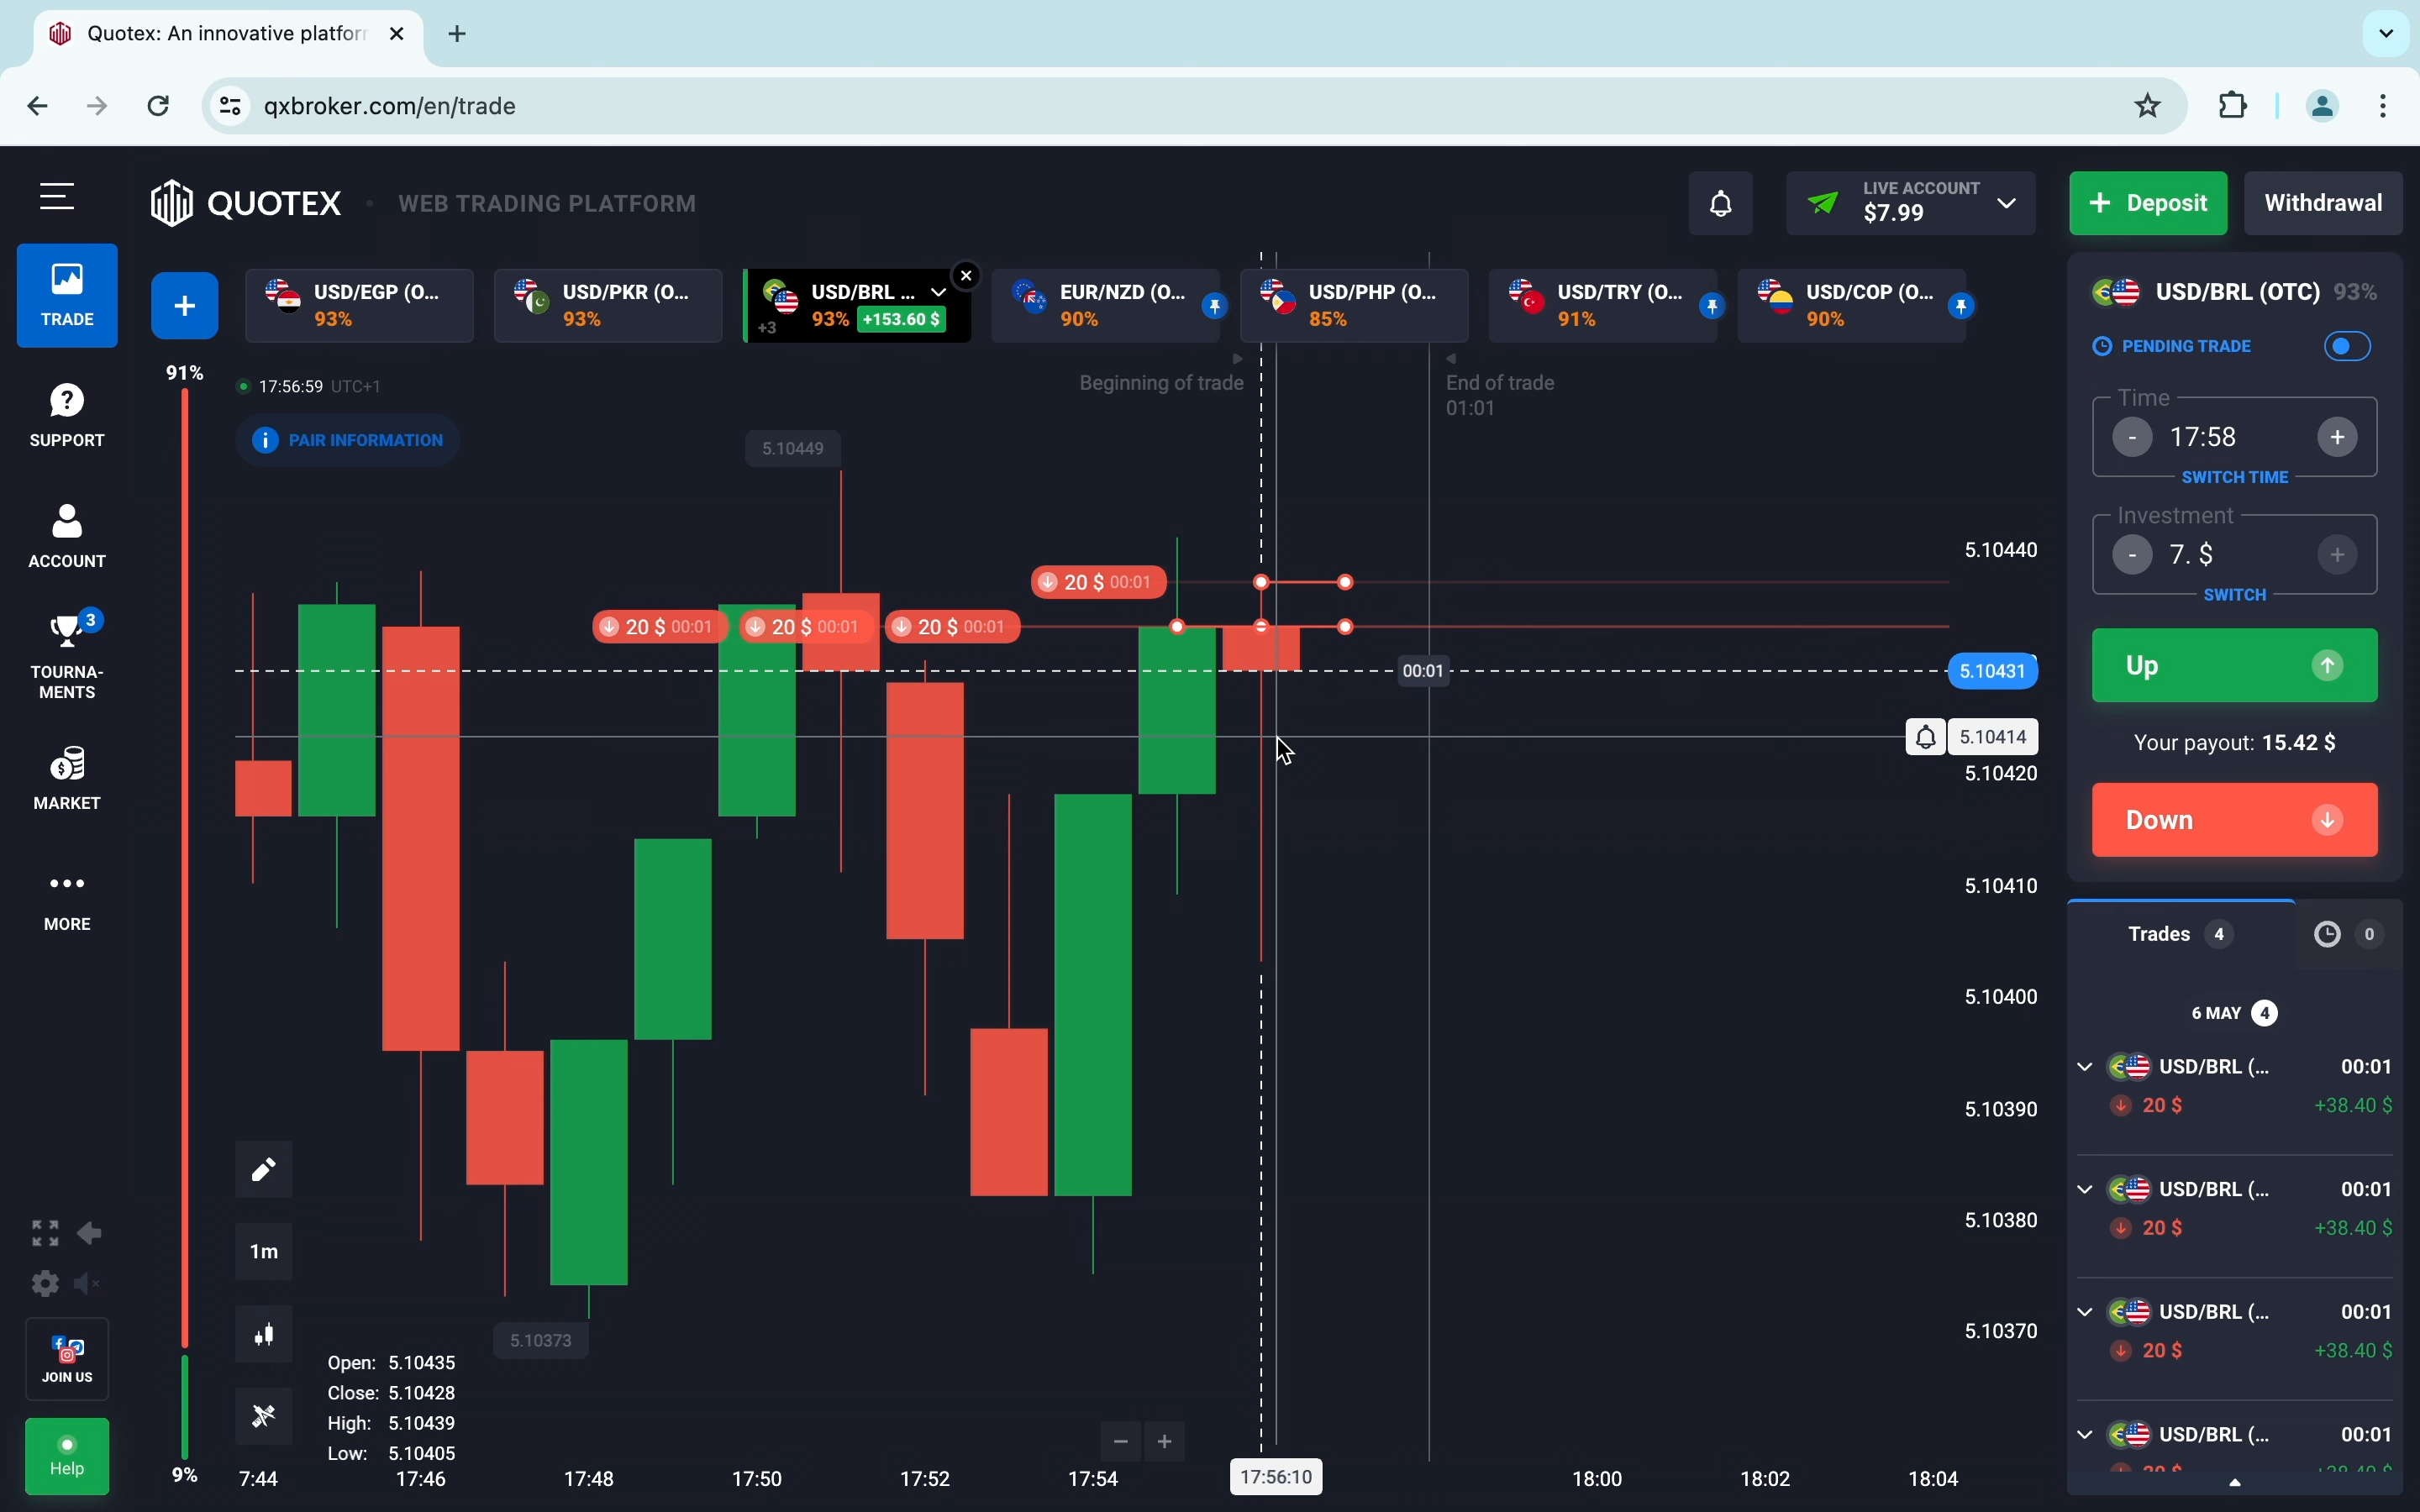 Quotex: An innovative platfor
qxbroker.com/en/trade
QUOTEX
WEB TRADING PLATFORM
LIVE ACCOUNT
$7.99
Deposit
Withdrawal
TRADE
SUPPORT
ACCOUNT
3
TOURNA-
MENTS
MARKET
MORE
JOIN US
Help
USD/EGP (O...
93%
USD/PKR (O...
93%
+3
USD/BRL ...
93% +153.60 $
EUR/NZD (O...
90%
USD/PHP (O...
85%
USD/TRY (O...
91%
USD/COP (O...
90%
91%
17:56:59 UTC+1
PAIR INFORMATION
Beginning of trade
End of trade
01:01
5.10449
20 $ 00:01
20 $ 00:01
20 $ 00:01
20 $ 00:01
00:01
5.10440
5.10431
5.10414
5.10420
5.10410
5.10400
5.10390
5.10380
5.10370
5.10373
1m
Open: 5.10435
Close: 5.10428
High: 5.10439
Low: 5.10405
9%
7:44
17:46
17:48
17:50
17:52
17:54
17:56:10
18:00
18:02
18:04
USD/BRL (OTC) 93%
PENDING TRADE
Time
- 17:58 +
SWITCH TIME
Investment
- 7. $ +
SWITCH
Up
Your payout: 15.42 $
Down
Trades 4
0
6 MAY 4
USD/BRL (... 00:01
20 $ +38.40 $
USD/BRL (... 00:01
20 $ +38.40 $
USD/BRL (... 00:01
20 $ +38.40 $
USD/BRL (... 00:01